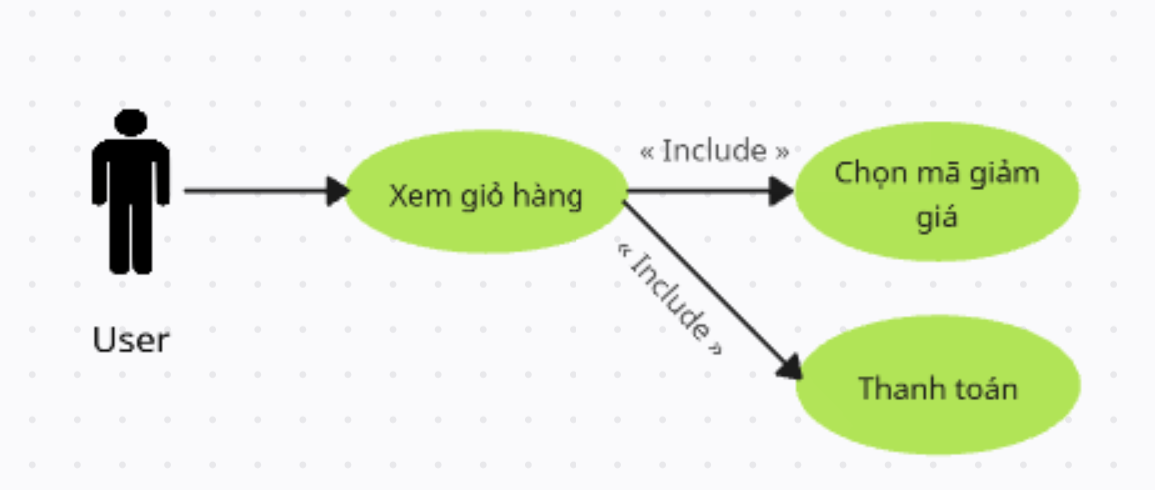 « Include »
Chọn mã giảm
giá
Xem giỏ hàng
« Include »
User
Thanh toán